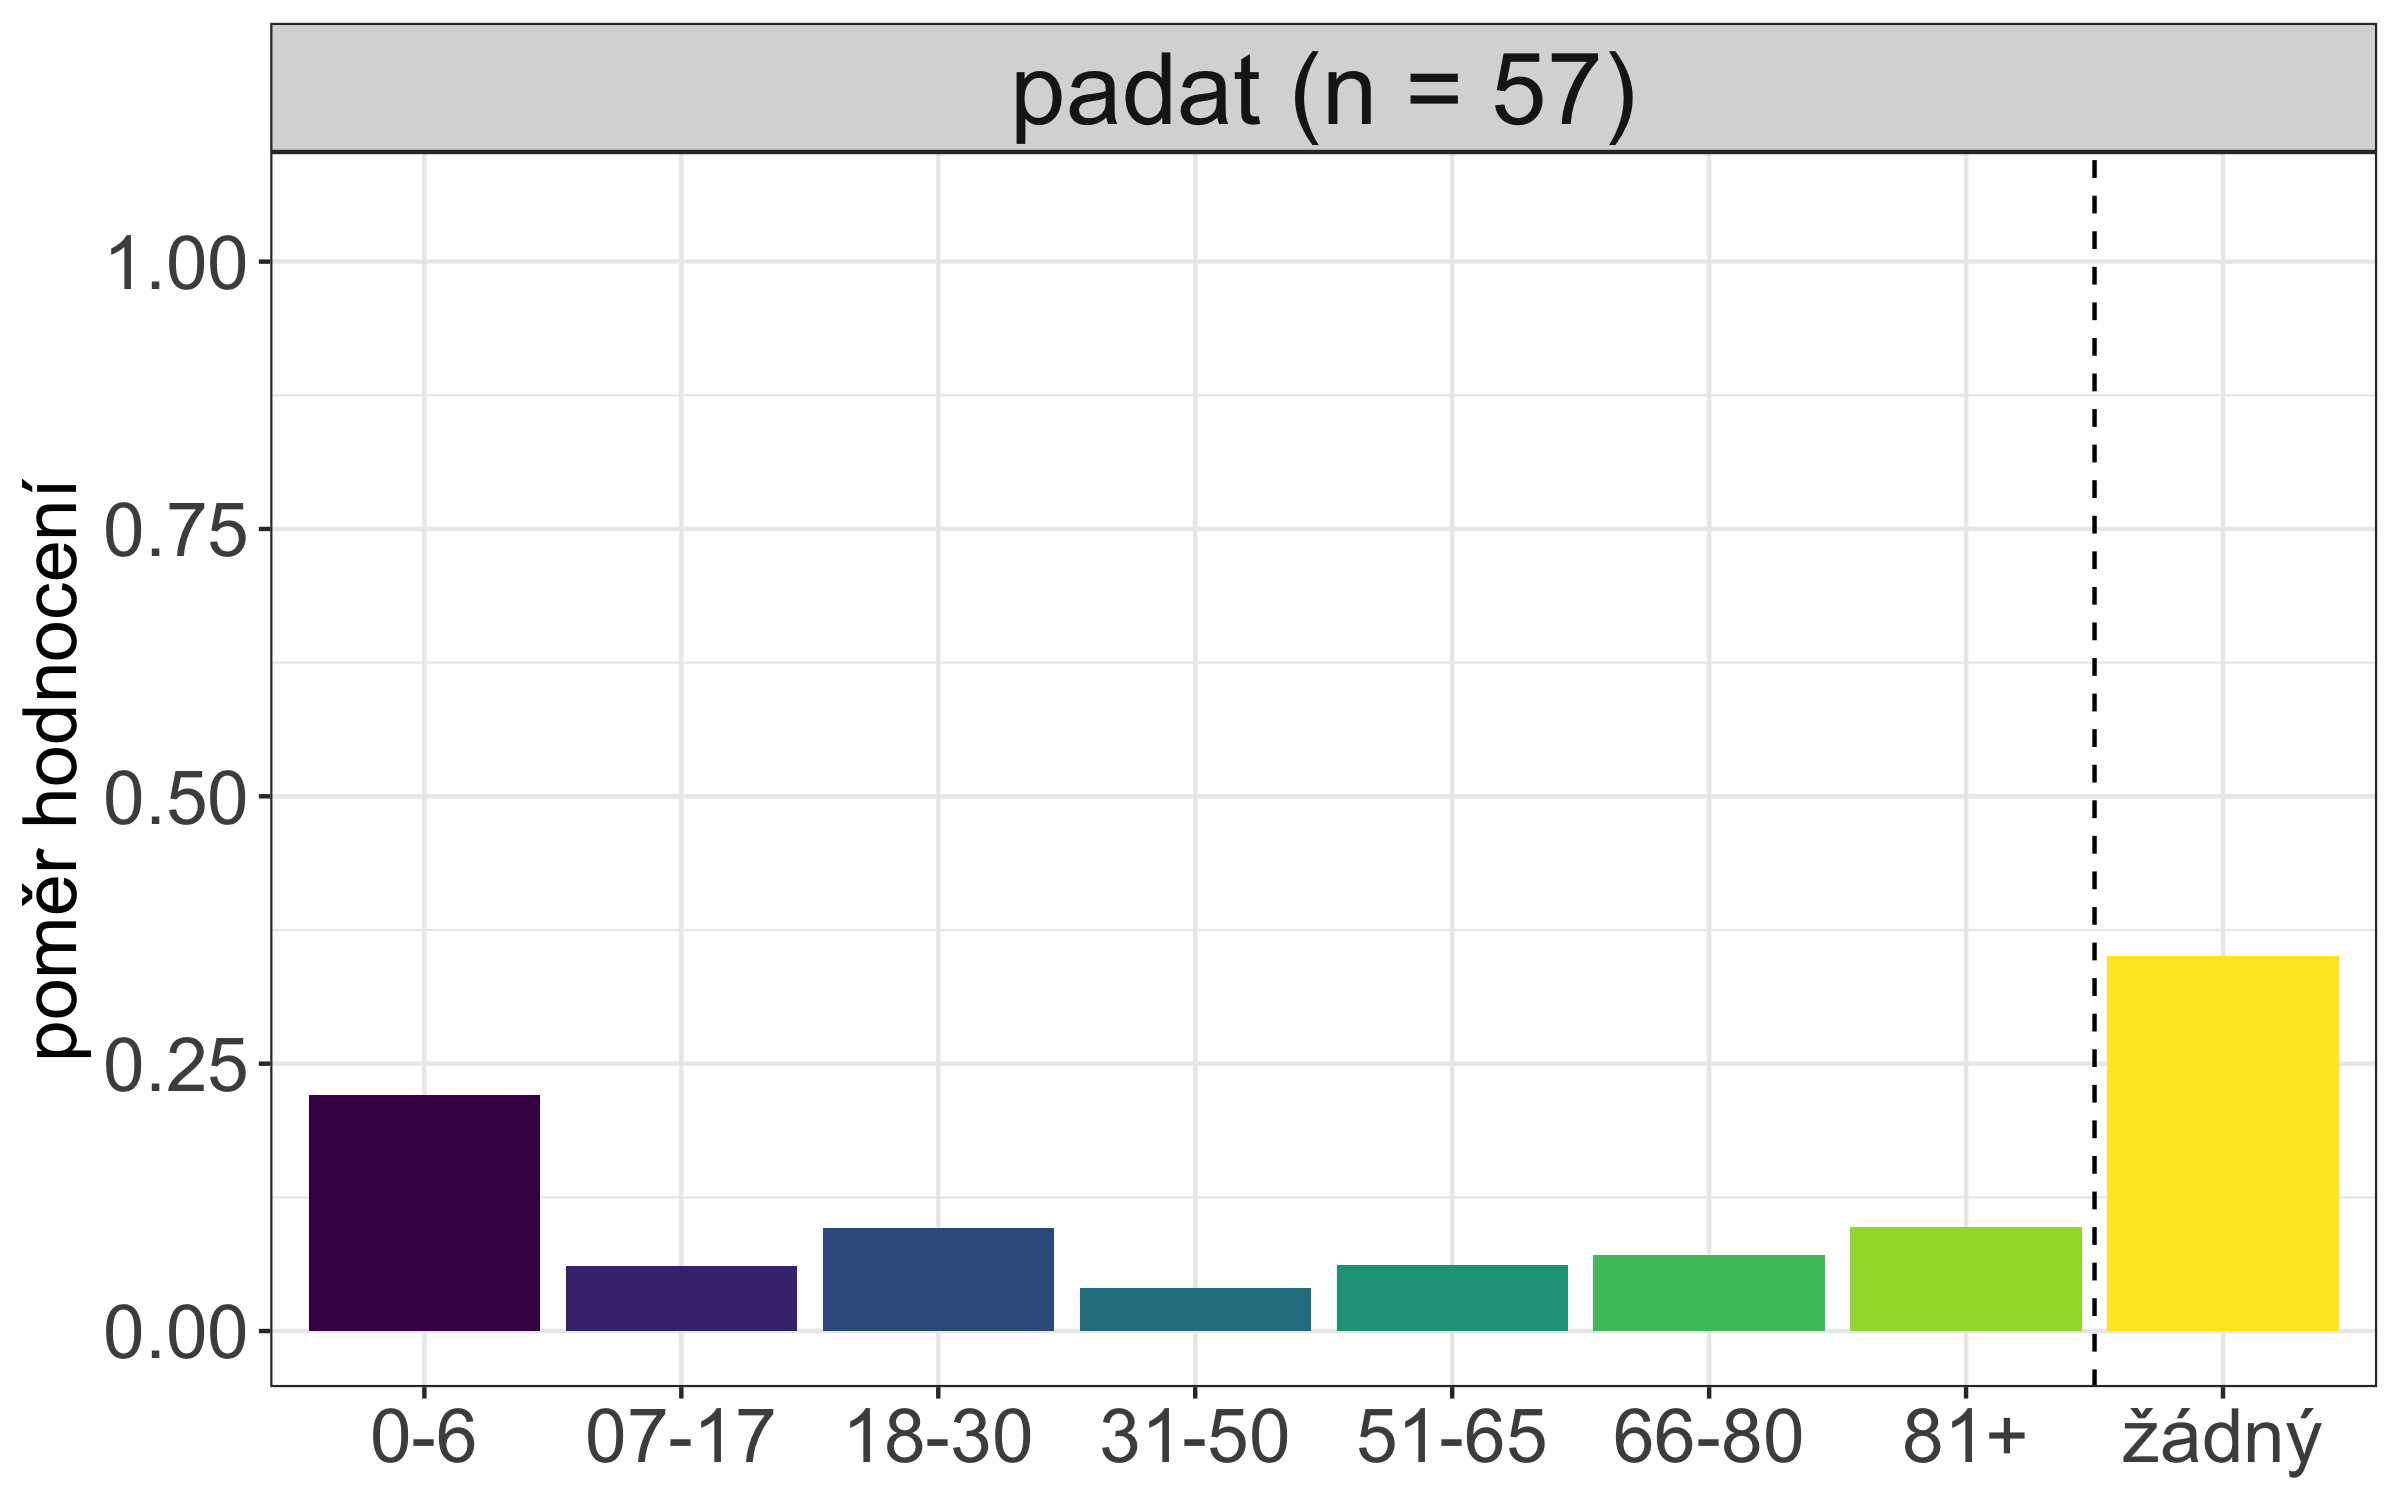 padat (n = 57)
poměr hodnocení
1.00
0.75
0.50
0.25
0.00
0-6 07-17 18-30 31-50 51-65 66-80 81+ žádný